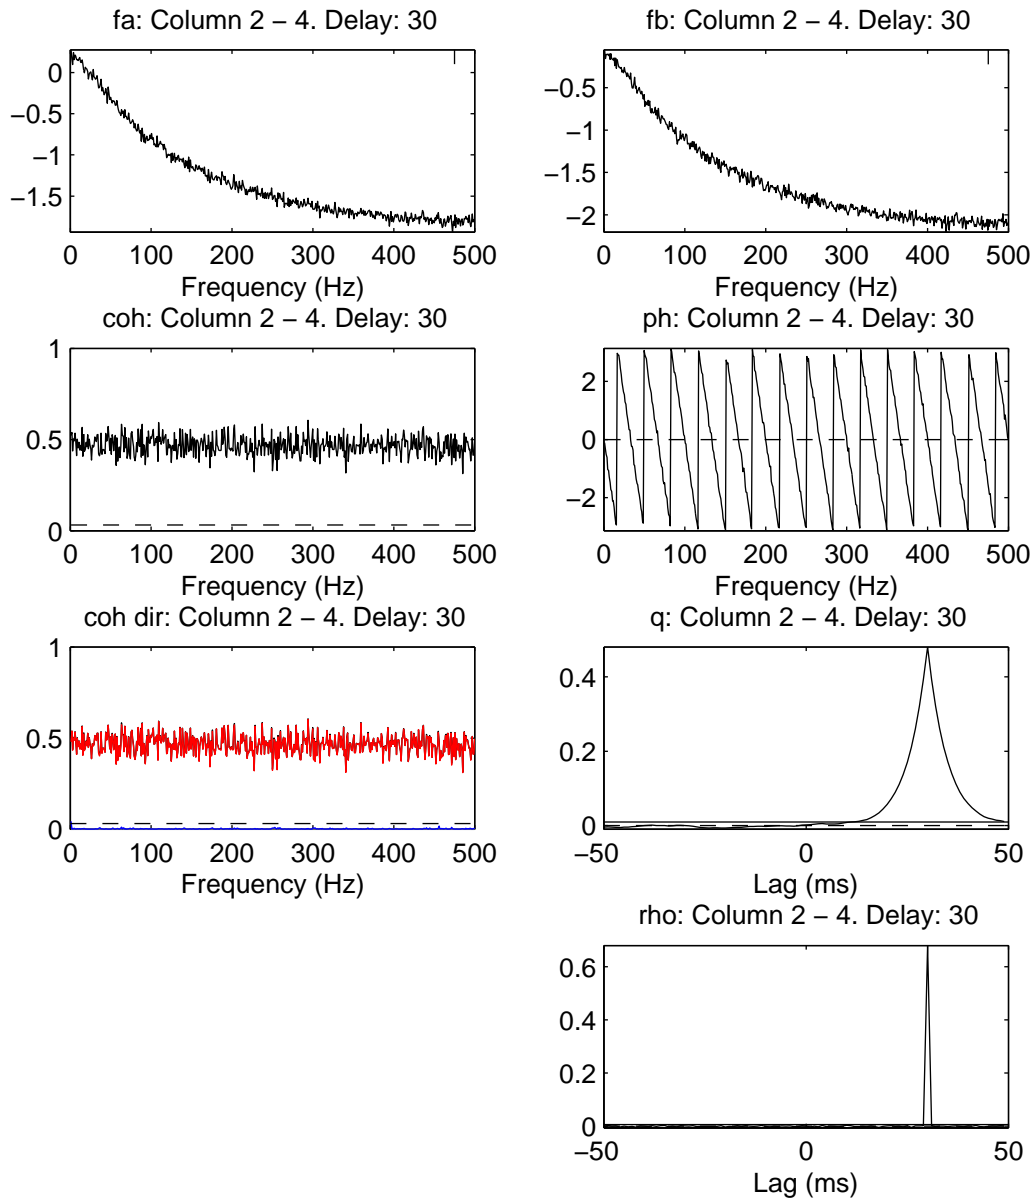 fa: Column 2 − 4. Delay: 30
0
−0.5
−1
−1.5
0 100 200 300 400 500
Frequency (Hz)
fb: Column 2 − 4. Delay: 30
−0.5
−1
−1.5
−2
0 100 200 300 400 500
Frequency (Hz)
coh: Column 2 − 4. Delay: 30
1
0.5
0
0 100 200 300 400 500
Frequency (Hz)
ph: Column 2 − 4. Delay: 30
2
0
−2
0 100 200 300 400 500
Frequency (Hz)
coh dir: Column 2 − 4. Delay: 30
1
0.5
0
0 100 200 300 400 500
Frequency (Hz)
q: Column 2 − 4. Delay: 30
0.4
0.2
0
−50 0 50
Lag (ms)
rho: Column 2 − 4. Delay: 30
0.6
0.4
0.2
0
−50 0 50
Lag (ms)